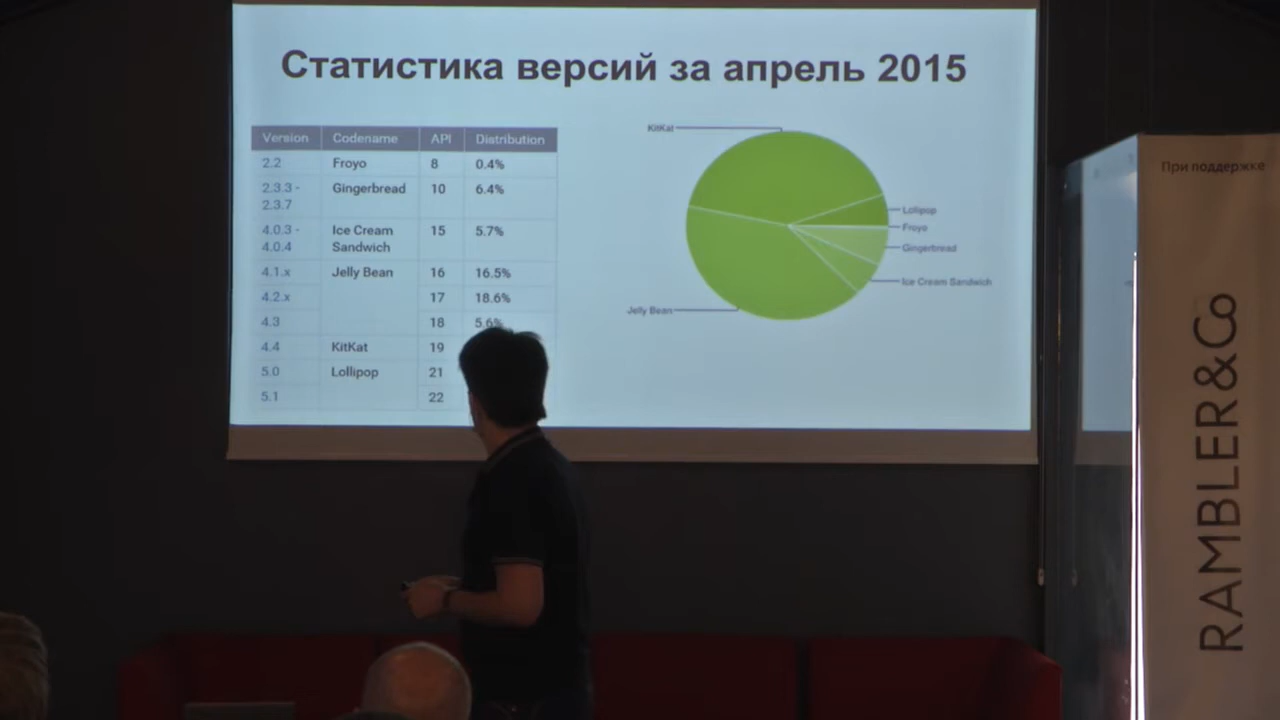 Статистика версий за апрель 2015
Version Codename API Distribution
2.2 Froyo 8 0.4%
2.3.3 - Gingerbread 10 6.4%
2.3.7
4.0.3 - Ice Cream 15 5.7%
4.0.4 Sandwich
4.1.x Jelly Bean 16 16.5%
4.2.x 17 18.6%
4.3 18 5.6%
4.4 KitKat 19
5.0 Lollipop 21
5.1 22
KitKat
Lollipop
Froyo
Gingerbread
Ice Cream Sandwich
Jelly Bean
При поддержке
RAMBLER&Co